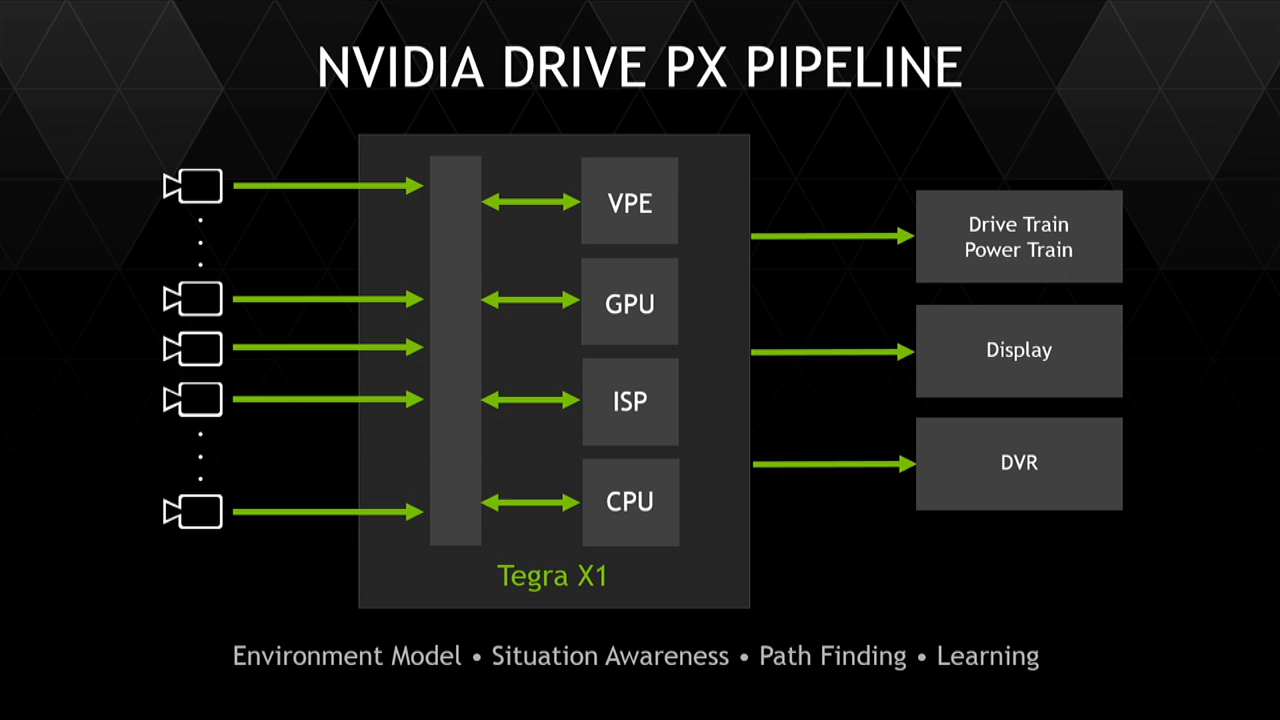 NVIDIA DRIVE PX PIPELINE
VPE
GPU
ISP
CPU
Tegra X1
Drive Train
Power Train
Display
DVR
Environment Model • Situation Awareness • Path Finding • Learning